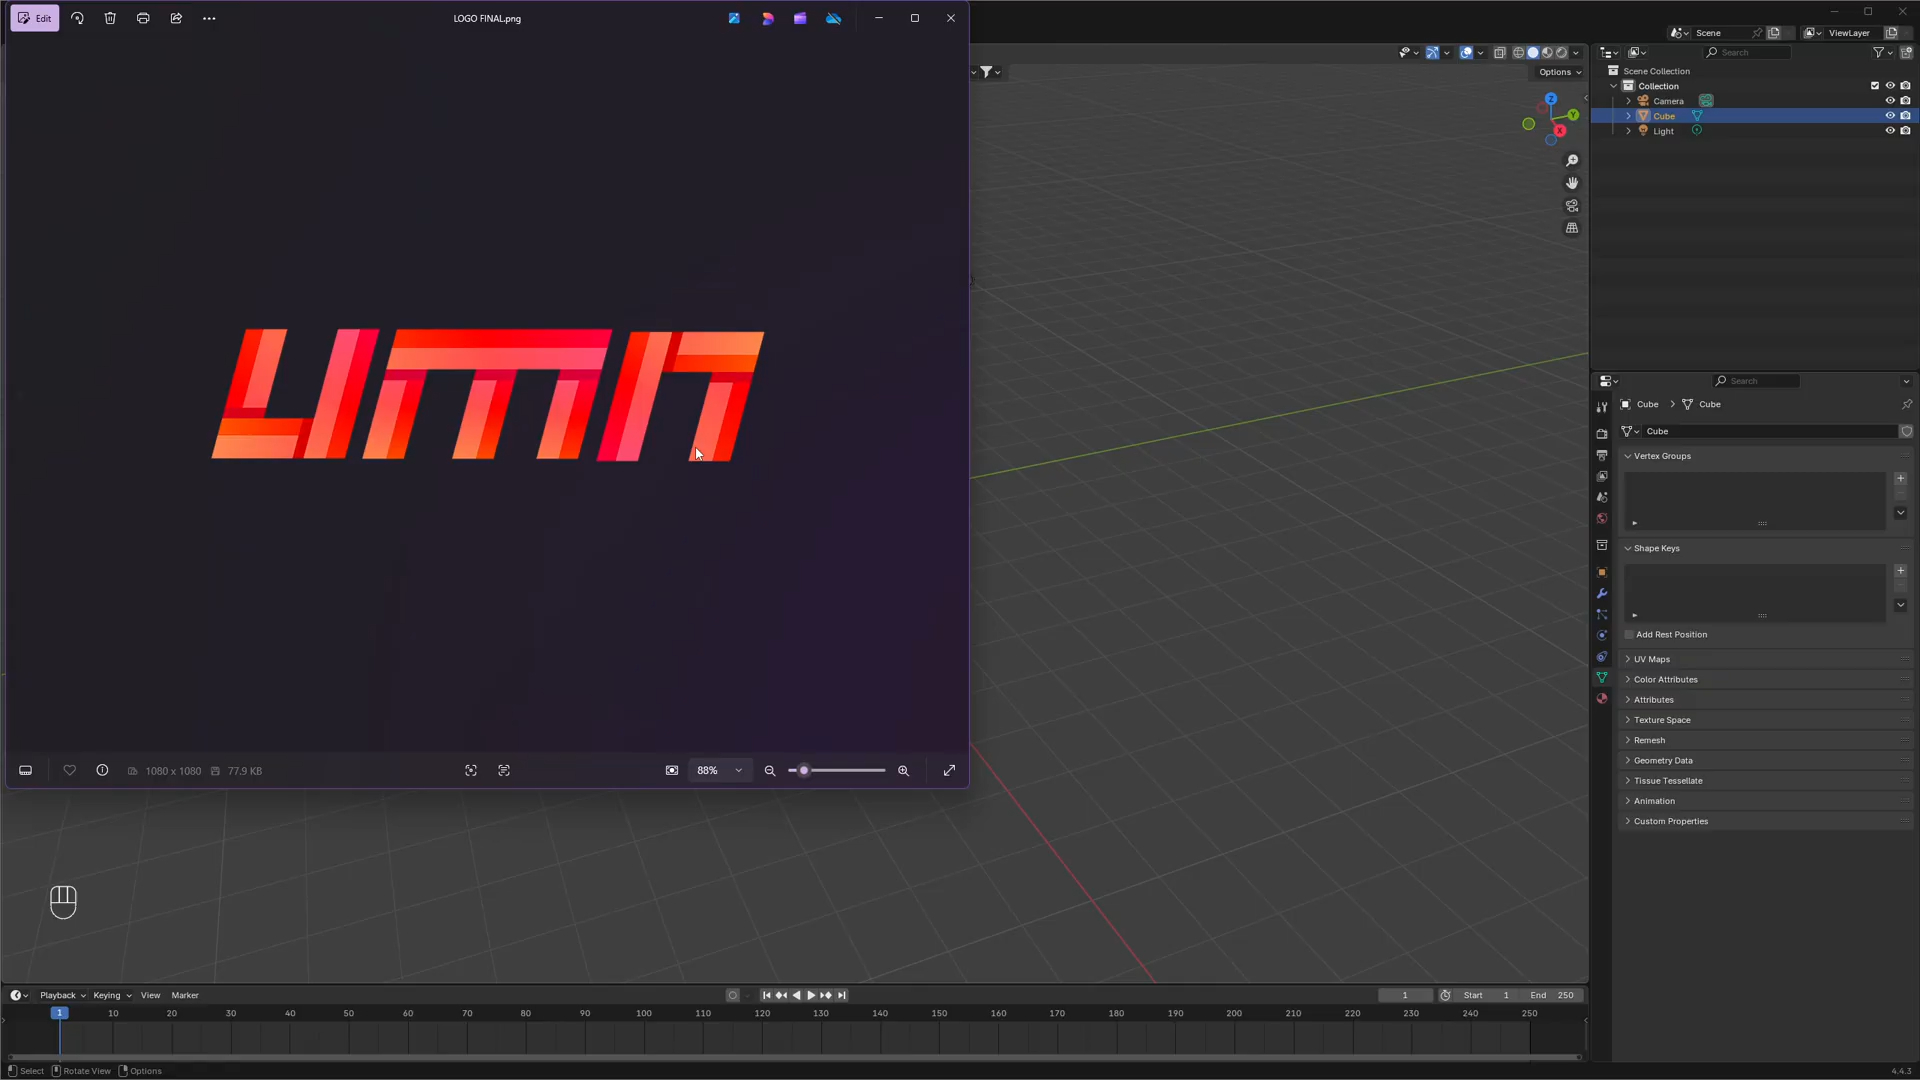 Edit
LOGO FINAL.png
umn
1080 x 1080
77.9 KB
88%
Scene
ViewLayer
Search
Options
Z
Y
X
Scene Collection
Collection
Camera
Cube
Light
Search
Cube > Cube
Cube
Vertex Groups
Shape Keys
Add Rest Position
UV Maps
Color Attributes
Attributes
Texture Space
Remesh
Geometry Data
Tissue Tessellate
Animation
Custom Properties
Playback
Keying
View
Marker
1
Start 1
End 250
1 10 20 30 40 50 60 70 80 90 100 110 120 130 140 150 160 170 180 190 200 210 220 230 240 250
Select
Rotate View
Options
4.4.3